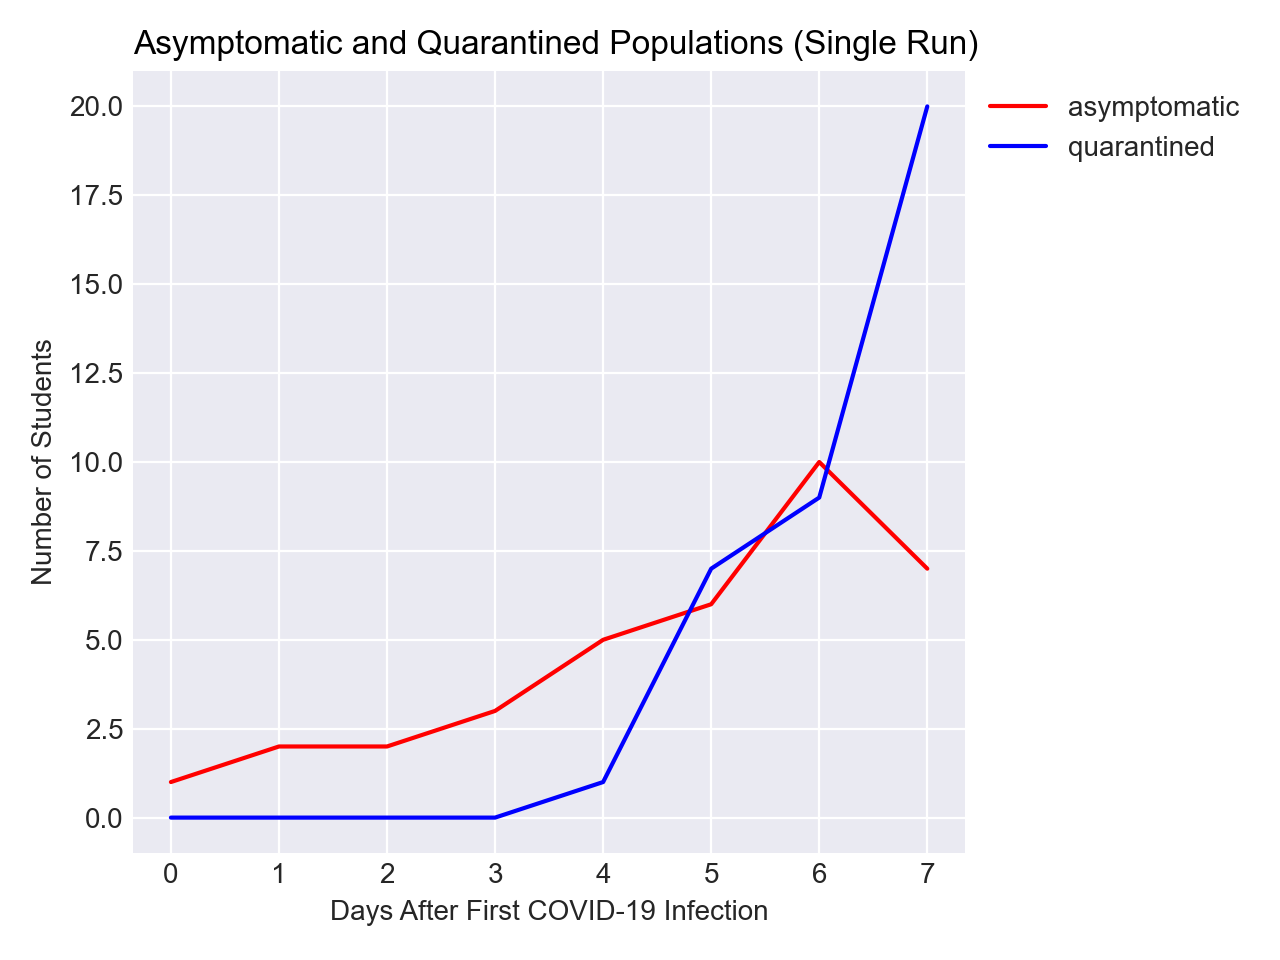 Asymptomatic and Quarantined Populations (Single Run)
asymptomatic
quarantined
20.0
17.5
15.0
12.5
10.0
7.5
5.0
2.5
0.0
Number of Students
0 1 2 3 4 5 6 7
Days After First COVID-19 Infection